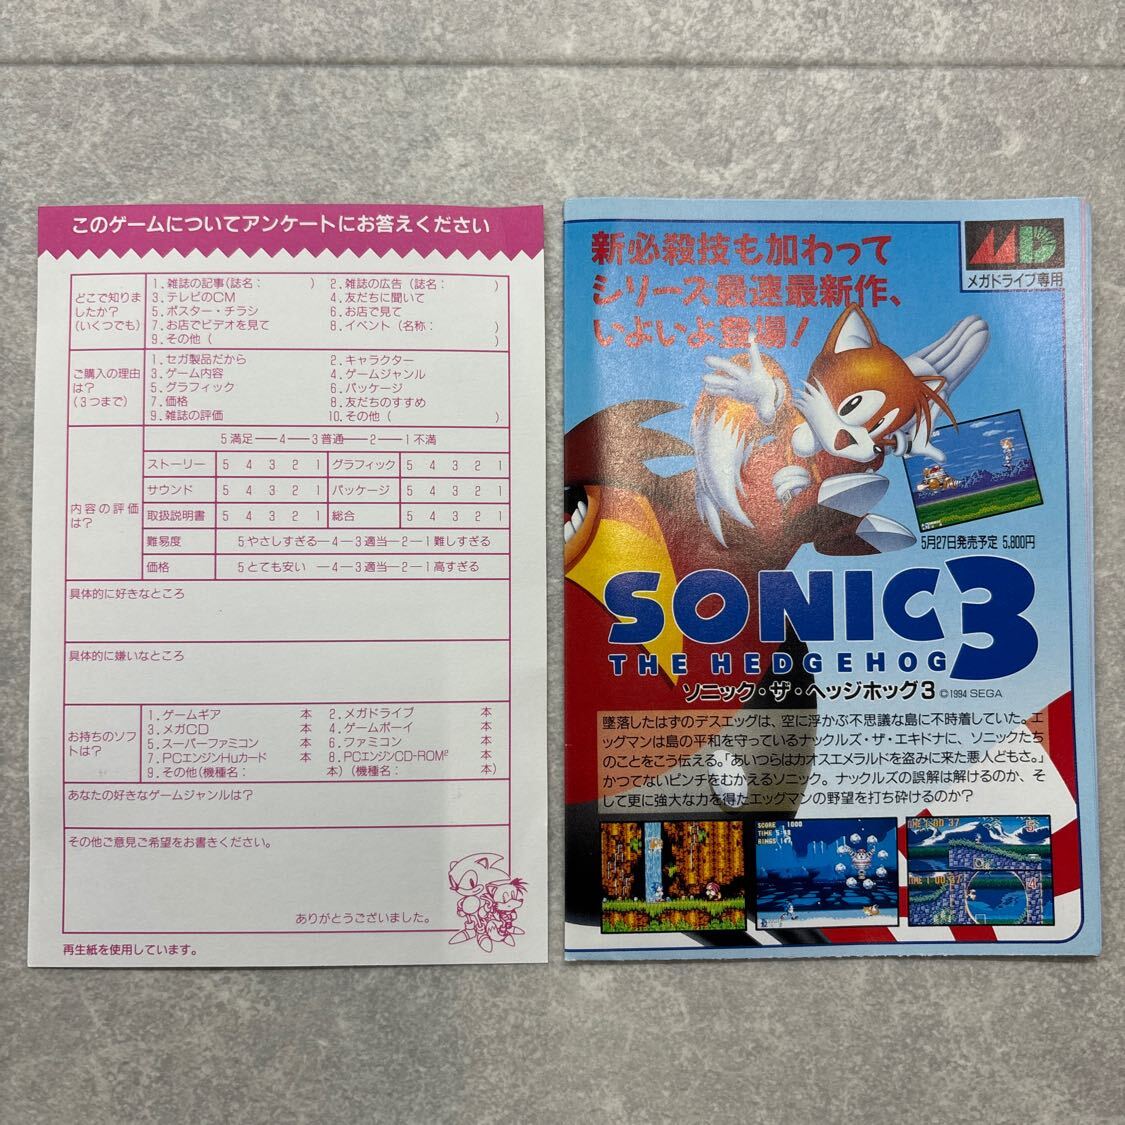 このゲームについてアンケートにお答えください
どこで知りましたか?(いくつでも)
1.雑誌の記事(誌名: ) 2.雑誌の広告(誌名: )
3.テレビのCM 4.友だちに聞いて
5.ポスター・チラシ 6.お店で見て
7.お店でビデオを見て 8.イベント(名称: )
9.その他( )
ご購入の理由は?(3つまで)
1.セガ製品だから 2.キャラクター
3.ゲーム内容 4.ゲームジャンル
5.グラフィック 6.パッケージ
7.価格 8.友だちのすすめ
9.雑誌の評価 10.その他( )
内容の評価は?
5満足―4―3普通―2―1不満
ストーリー 5 4 3 2 1 グラフィック 5 4 3 2 1
サウンド 5 4 3 2 1 パッケージ 5 4 3 2 1
取扱説明書 5 4 3 2 1 総合 5 4 3 2 1
難易度 5やさしすぎる―4―3適当―2―1難しすぎる
価格 5とても安い ―4―3適当―2―1高すぎる
具体的に好きなところ
具体的に嫌いなところ
お持ちのソフトは?
1.ゲームギア 本 2.メガドライブ 本
3.メガCD 本 4.ゲームボーイ 本
5.スーパーファミコン 本 6.ファミコン 本
7.PCエンジンHuカード 本 8.PCエンジンCD-ROM² 本
9.その他(機種名: 本)(機種名: 本)
あなたの好きなゲームジャンルは?
その他ご意見ご希望をお書きください。
ありがとうございました。
再生紙を使用しています。
新必殺技も加わって
シリーズ最速最新作、
いよいよ登場!
MD
メガドライブ専用
5月27日発売予定 5,800円
SONIC 3
THE HEDGEHOG
ソニック・ザ・ヘッジホッグ3 ©1994 SEGA
墜落したはずのデスエッグは、空に浮かぶ不思議な島に不時着していた。エ
ッグマンは島の平和を守っているナックルズ・ザ・エキドナに、ソニックたち
のことをこう伝える。「あいつらはカオスエメラルドを盗みに来た悪人どもさ。」
かつてないピンチをむかえるソニック。ナックルズの誤解は解けるのか、そ
して更に強大な力を得たエッグマンの野望を打ち砕けるのか?
SCORE 1000